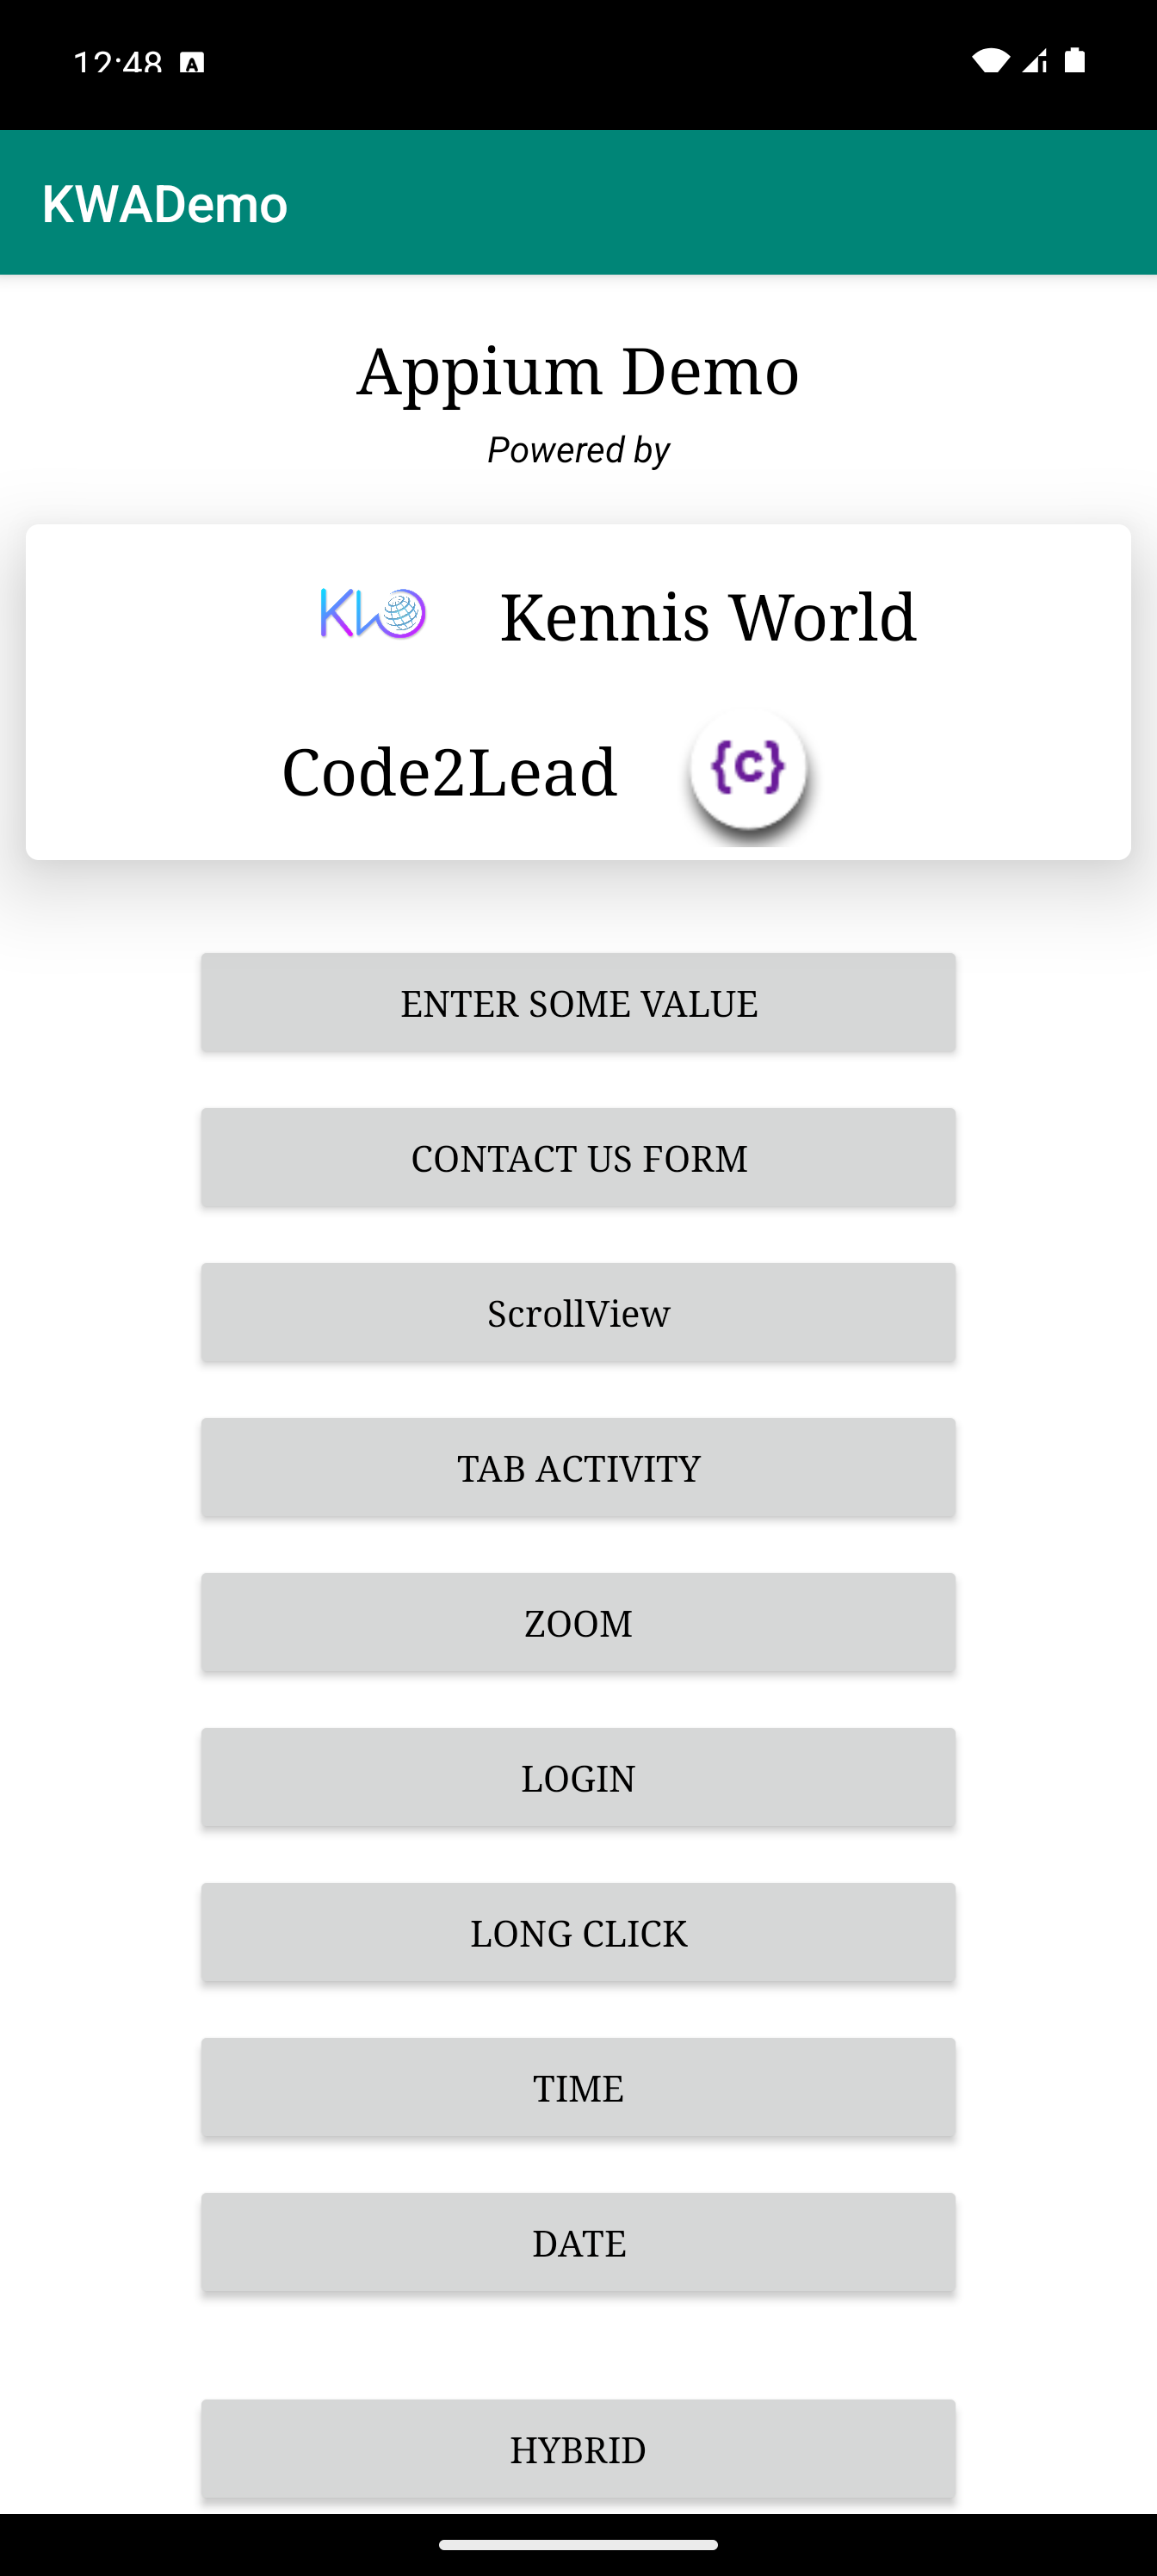 12:48
KWADemo
Appium Demo
Powered by
Kennis World
Code2Lead {c}
ENTER SOME VALUE
CONTACT US FORM
ScrollView
TAB ACTIVITY
ZOOM
LOGIN
LONG CLICK
TIME
DATE
HYBRID